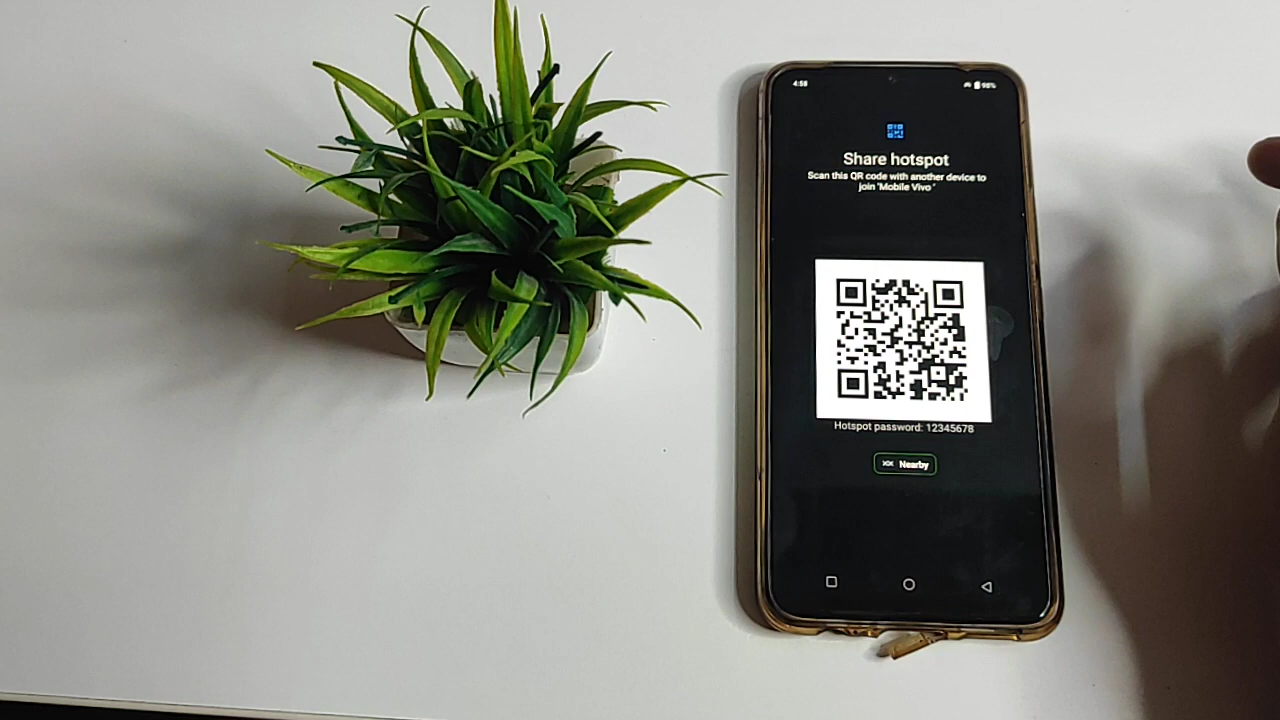 4:58
98%
Share hotspot
Scan this QR code with another device to
join 'Mobile Vivo '
Hotspot password: 12345678
Nearby